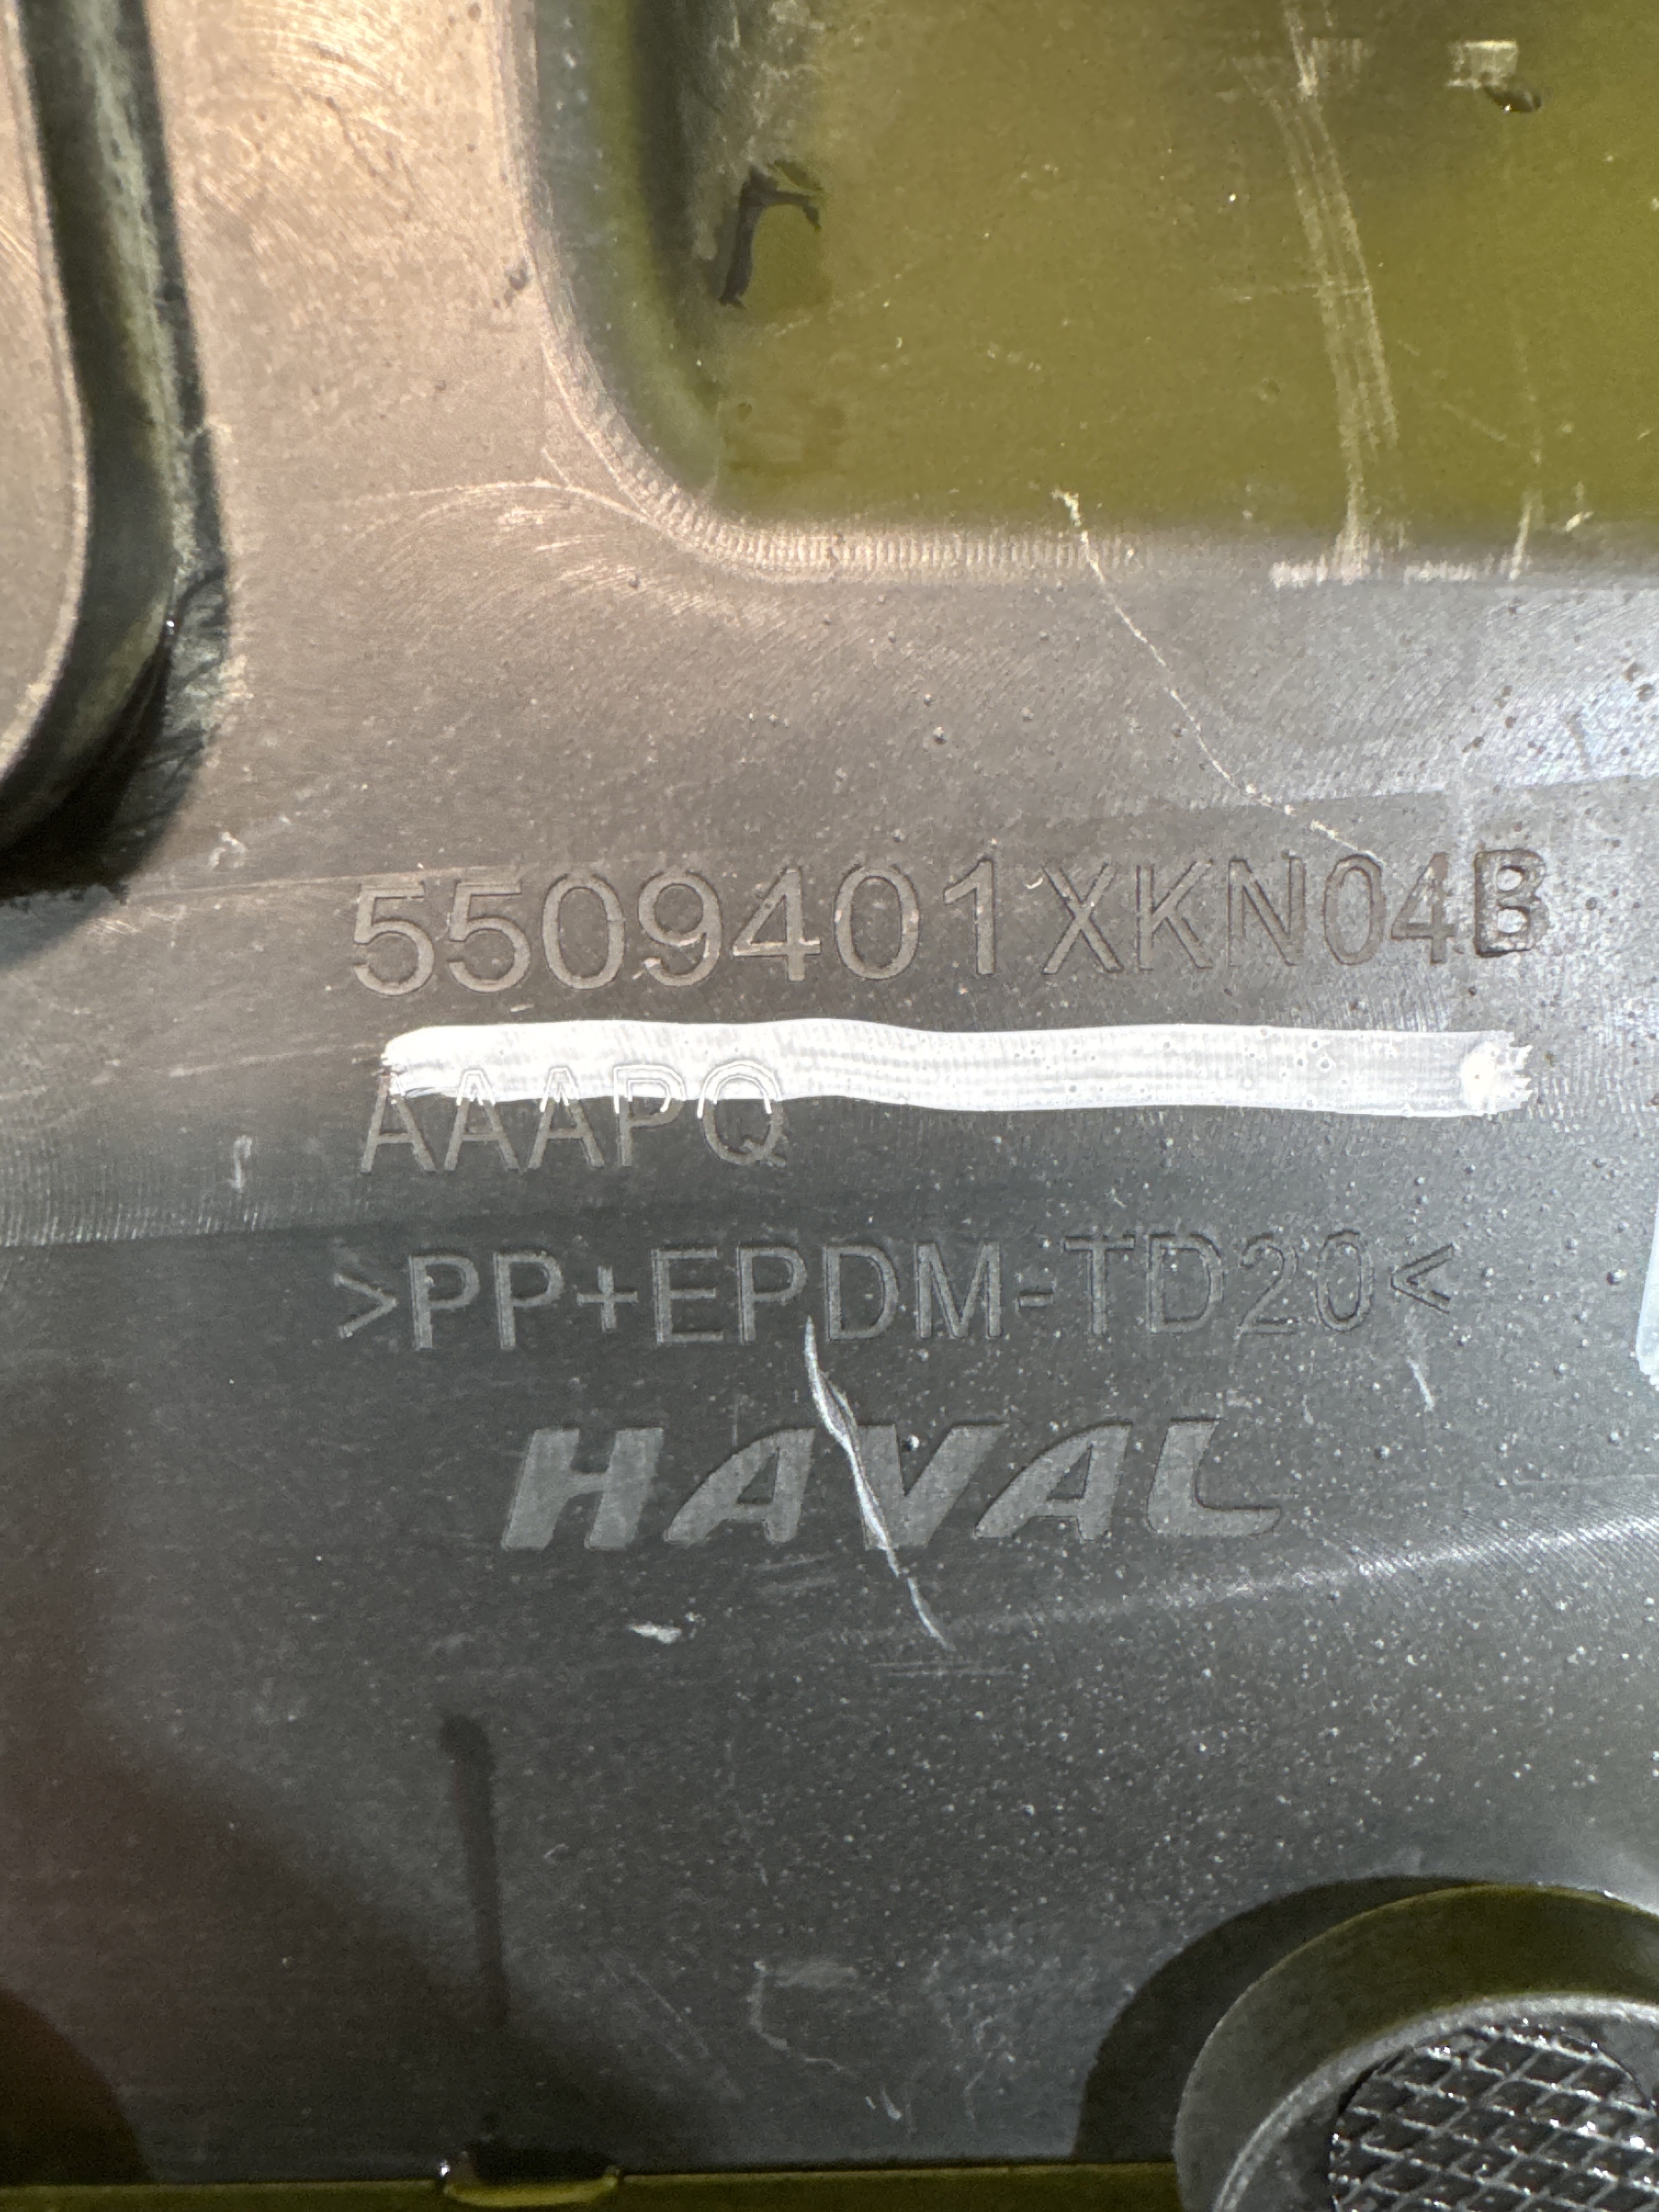 5509401XKN04B
AAAPQ
>PP+EPDM-TD20<
HAVAL